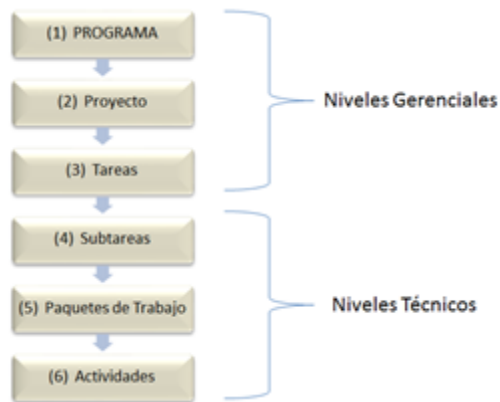 (1) PROGRAMA
(2) Proyecto
Niveles Gerenciales
(3) Tareas
(4) Subtareas
(5) Paquetes de Trabajo
Niveles Técnicos
(6) Actividades